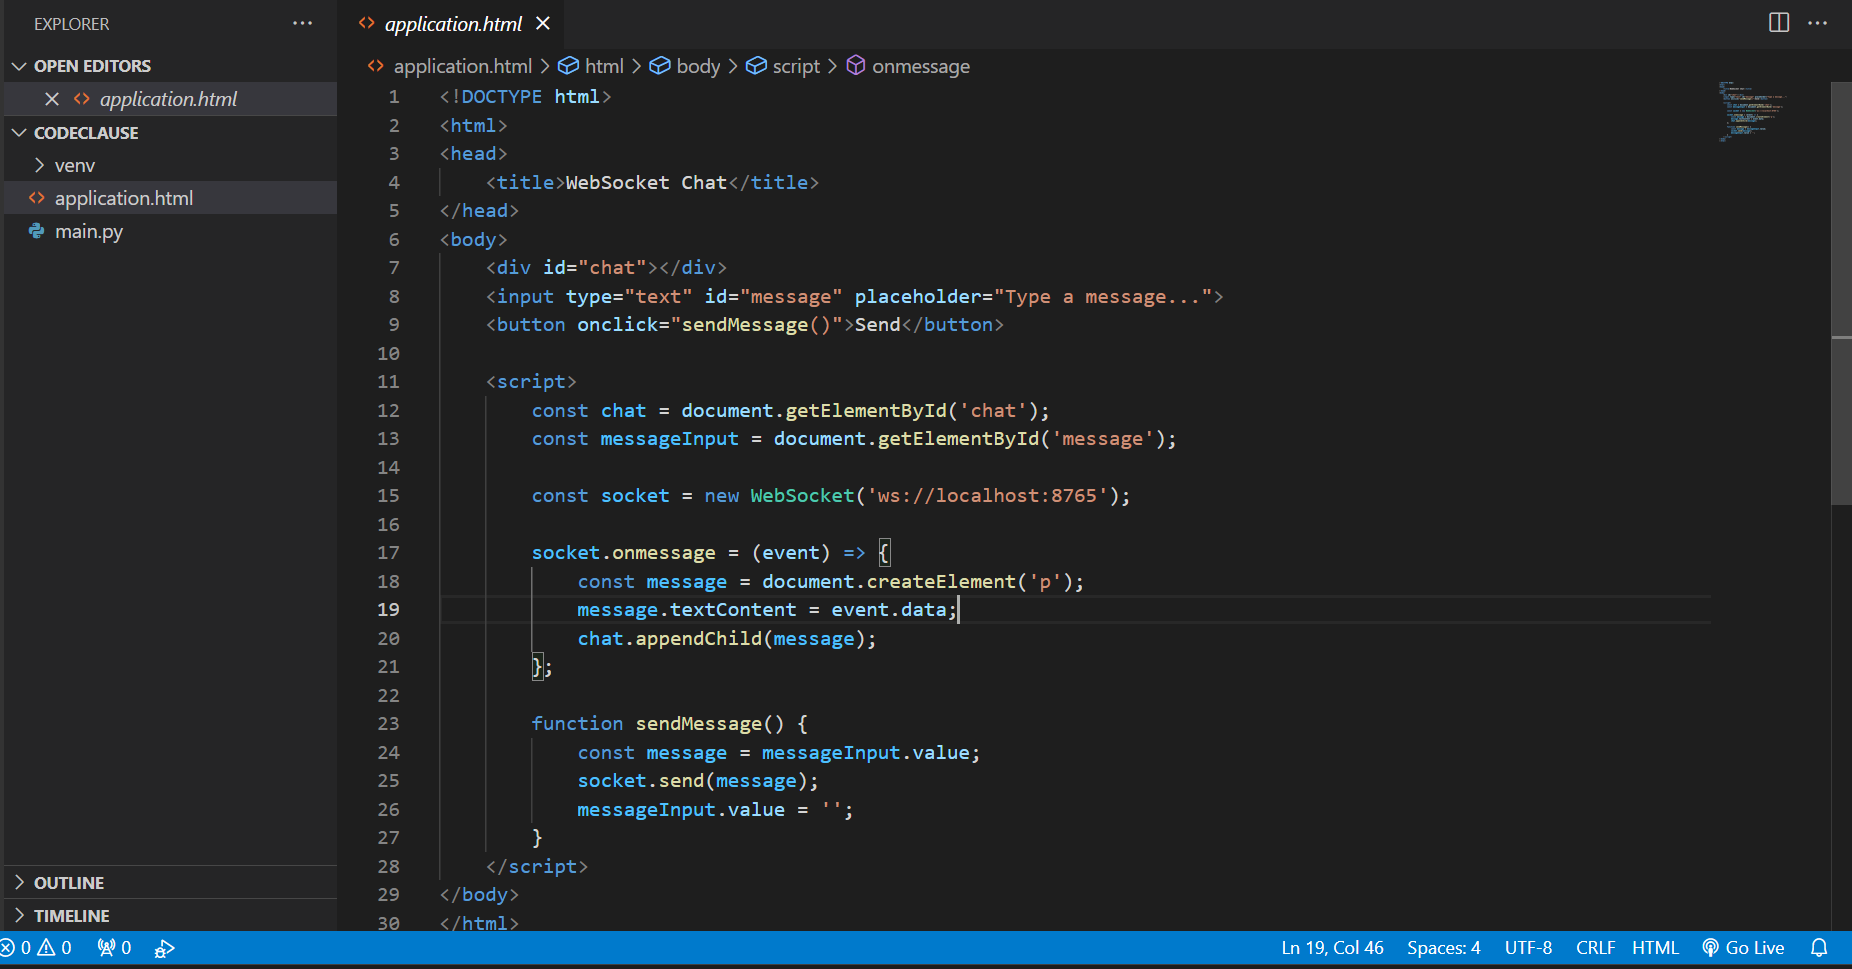 EXPLORER
OPEN EDITORS
application.html
CODECLAUSE
venv
application.html
main.py
OUTLINE
TIMELINE
application.html
application.html > html > body > script > onmessage
1 <!DOCTYPE html>
2 <html>
3 <head>
4     <title>WebSocket Chat</title>
5 </head>
6 <body>
7     <div id="chat"></div>
8     <input type="text" id="message" placeholder="Type a message...">
9     <button onclick="sendMessage()">Send</button>
10
11     <script>
12         const chat = document.getElementById('chat');
13         const messageInput = document.getElementById('message');
14
15         const socket = new WebSocket('ws://localhost:8765');
16
17         socket.onmessage = (event) => {
18             const message = document.createElement('p');
19             message.textContent = event.data;
20             chat.appendChild(message);
21         };
22
23         function sendMessage() {
24             const message = messageInput.value;
25             socket.send(message);
26             messageInput.value = '';
27         }
28     </script>
29 </body>
30 </html>
0 0 0 Ln 19, Col 46 Spaces: 4 UTF-8 CRLF HTML Go Live